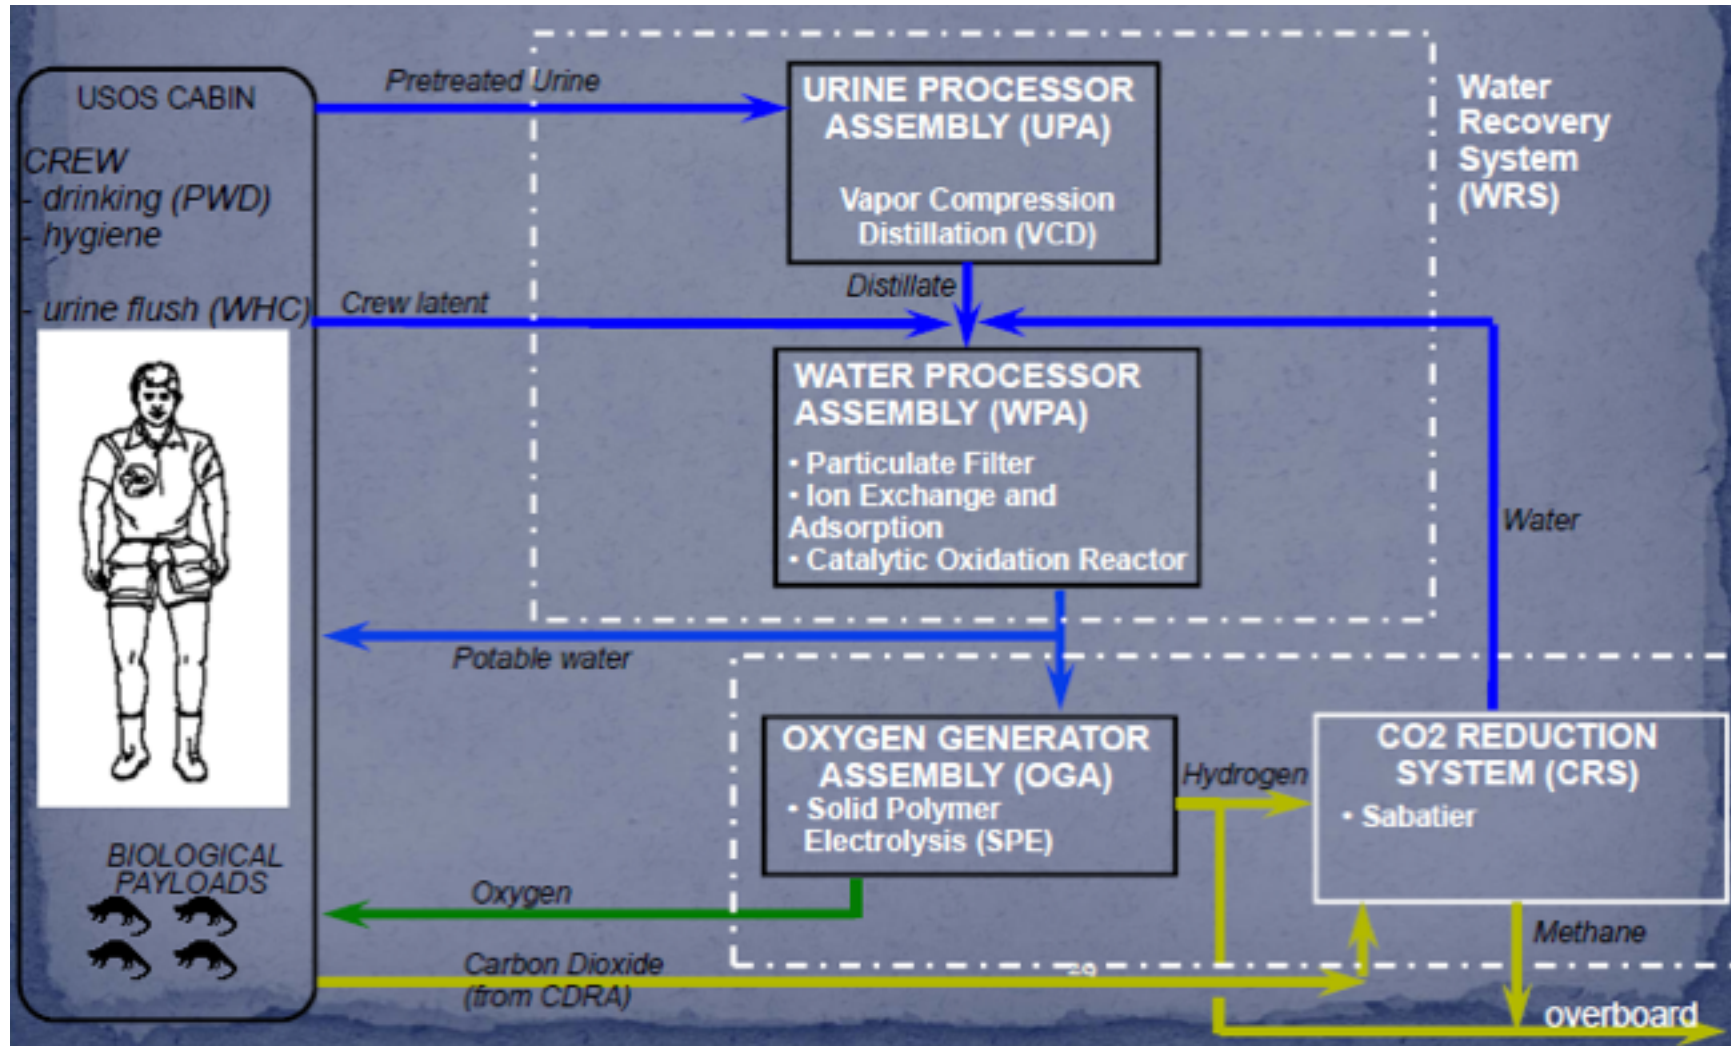 USOS CABIN
CREW
- drinking (PWD)
- hygiene
- urine flush (WHC)
BIOLOGICAL
PAYLOADS
Pretreated Urine
URINE PROCESSOR
ASSEMBLY (UPA)
Vapor Compression
Distillation (VCD)
Water
Recovery
System
(WRS)
Distillate
Crew latent
WATER PROCESSOR
ASSEMBLY (WPA)
• Particulate Filter
• Ion Exchange and
Adsorption
• Catalytic Oxidation Reactor
Water
Potable water
OXYGEN GENERATOR
ASSEMBLY (OGA)
• Solid Polymer
Electrolysis (SPE)
Hydrogen
CO2 REDUCTION
SYSTEM (CRS)
• Sabatier
Oxygen
Methane
Carbon Dioxide
(from CDRA)
overboard